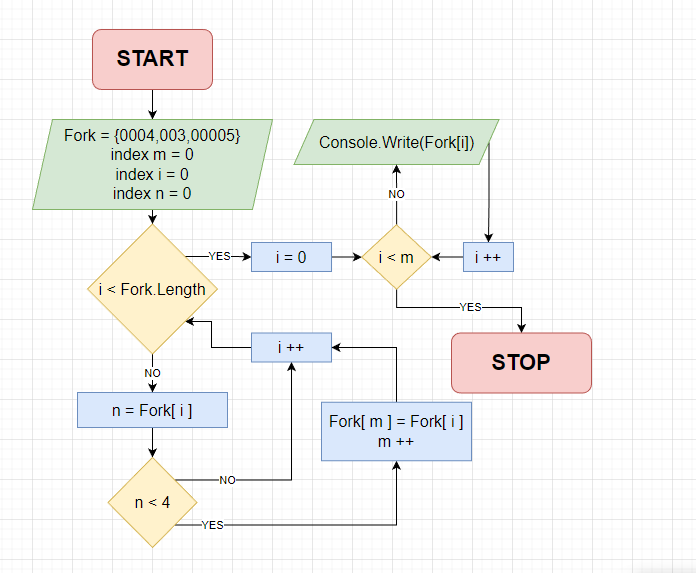 START
Fork = {0004,003,00005}
index m = 0
index i = 0
index n = 0
Console.Write(Fork[i])
NO
i < Fork.Length
YES
i = 0
i < m
i ++
YES
STOP
i ++
NO
n = Fork[ i ]
Fork[ m ] = Fork[ i ]
m ++
n < 4
NO
YES